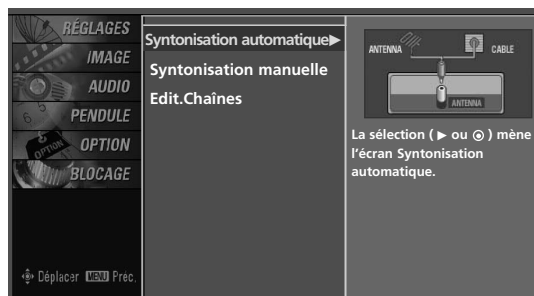 RÉGLAGES
IMAGE
AUDIO
PENDULE
OPTION
BLOCAGE
Déplacer MENU Préc.
Syntonisation automatique▶
Syntonisation manuelle
Edit.Chaînes
ANTENNA
CABLE
ANTENNA
La sélection ( ▶ ou ⊙ ) mène
l'écran Syntonisation
automatique.